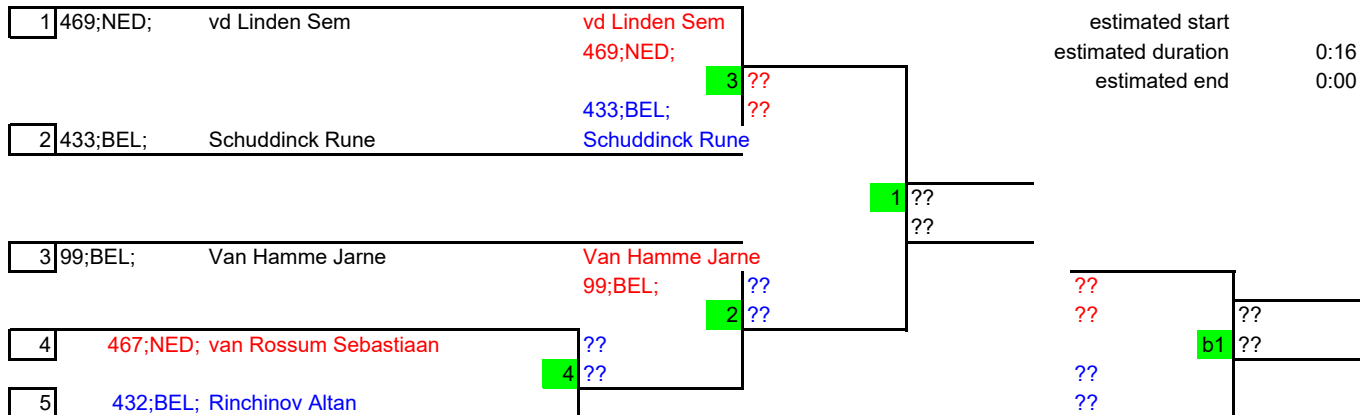 1 469;NED; vd Linden Sem vd Linden Sem estimated start
469;NED; estimated duration 0:16
3 ?? estimated end 0:00
433;BEL; ??
2 433;BEL; Schuddinck Rune Schuddinck Rune
1 ??
??
3 99;BEL; Van Hamme Jarne Van Hamme Jarne
99;BEL; ?? ??
2 ?? ?? ??
4 467;NED; van Rossum Sebastiaan ?? b1 ??
4 ?? ??
5 432;BEL; Rinchinov Altan ??